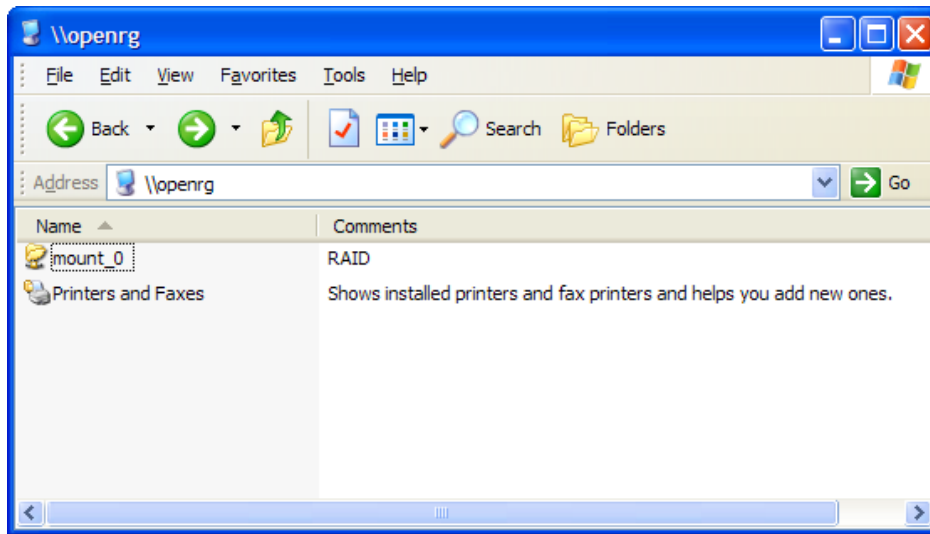 \\openrg
File Edit View Favorites Tools Help
Back Search Folders
Address \\openrg Go
Name Comments
mount_0 RAID
Printers and Faxes Shows installed printers and fax printers and helps you add new ones.